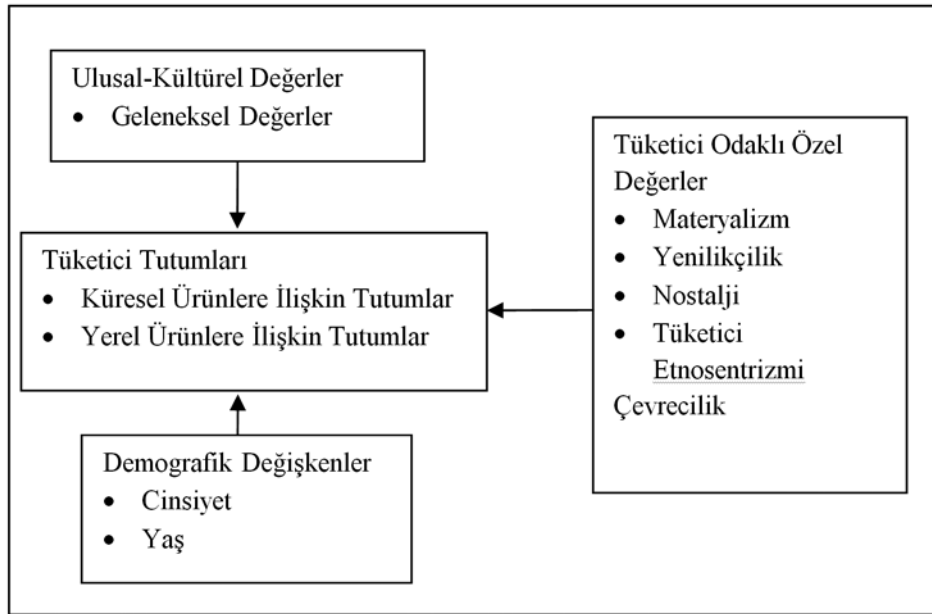 Ulusal-Kültürel Değerler
• Geleneksel Değerler
Tüketici Tutumları
• Küresel Ürünlere İlişkin Tutumlar
• Yerel Ürünlere İlişkin Tutumlar
Demografik Değişkenler
• Cinsiyet
• Yaş
Tüketici Odaklı Özel
Değerler
• Materyalizm
• Yenilikçilik
• Nostalji
• Tüketici
Etnosentrizmi
Çevrecilik